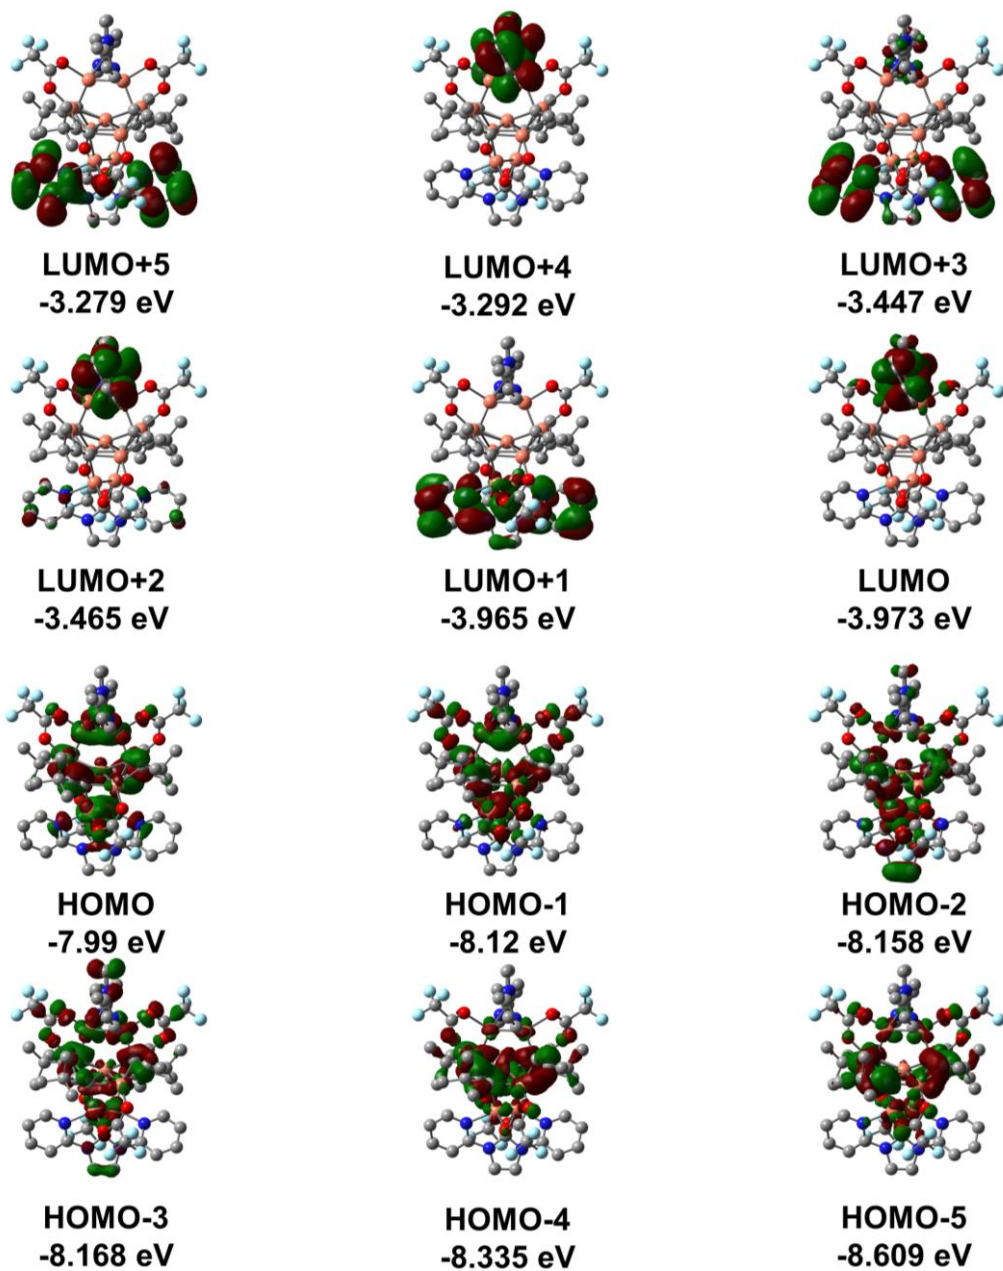 LUMO+5
-3.279 eV
LUMO+4
-3.292 eV
LUMO+3
-3.447 eV
LUMO+2
-3.465 eV
LUMO+1
-3.965 eV
LUMO
-3.973 eV
HOMO
-7.99 eV
HOMO-1
-8.12 eV
HOMO-2
-8.158 eV
HOMO-3
-8.168 eV
HOMO-4
-8.335 eV
HOMO-5
-8.609 eV